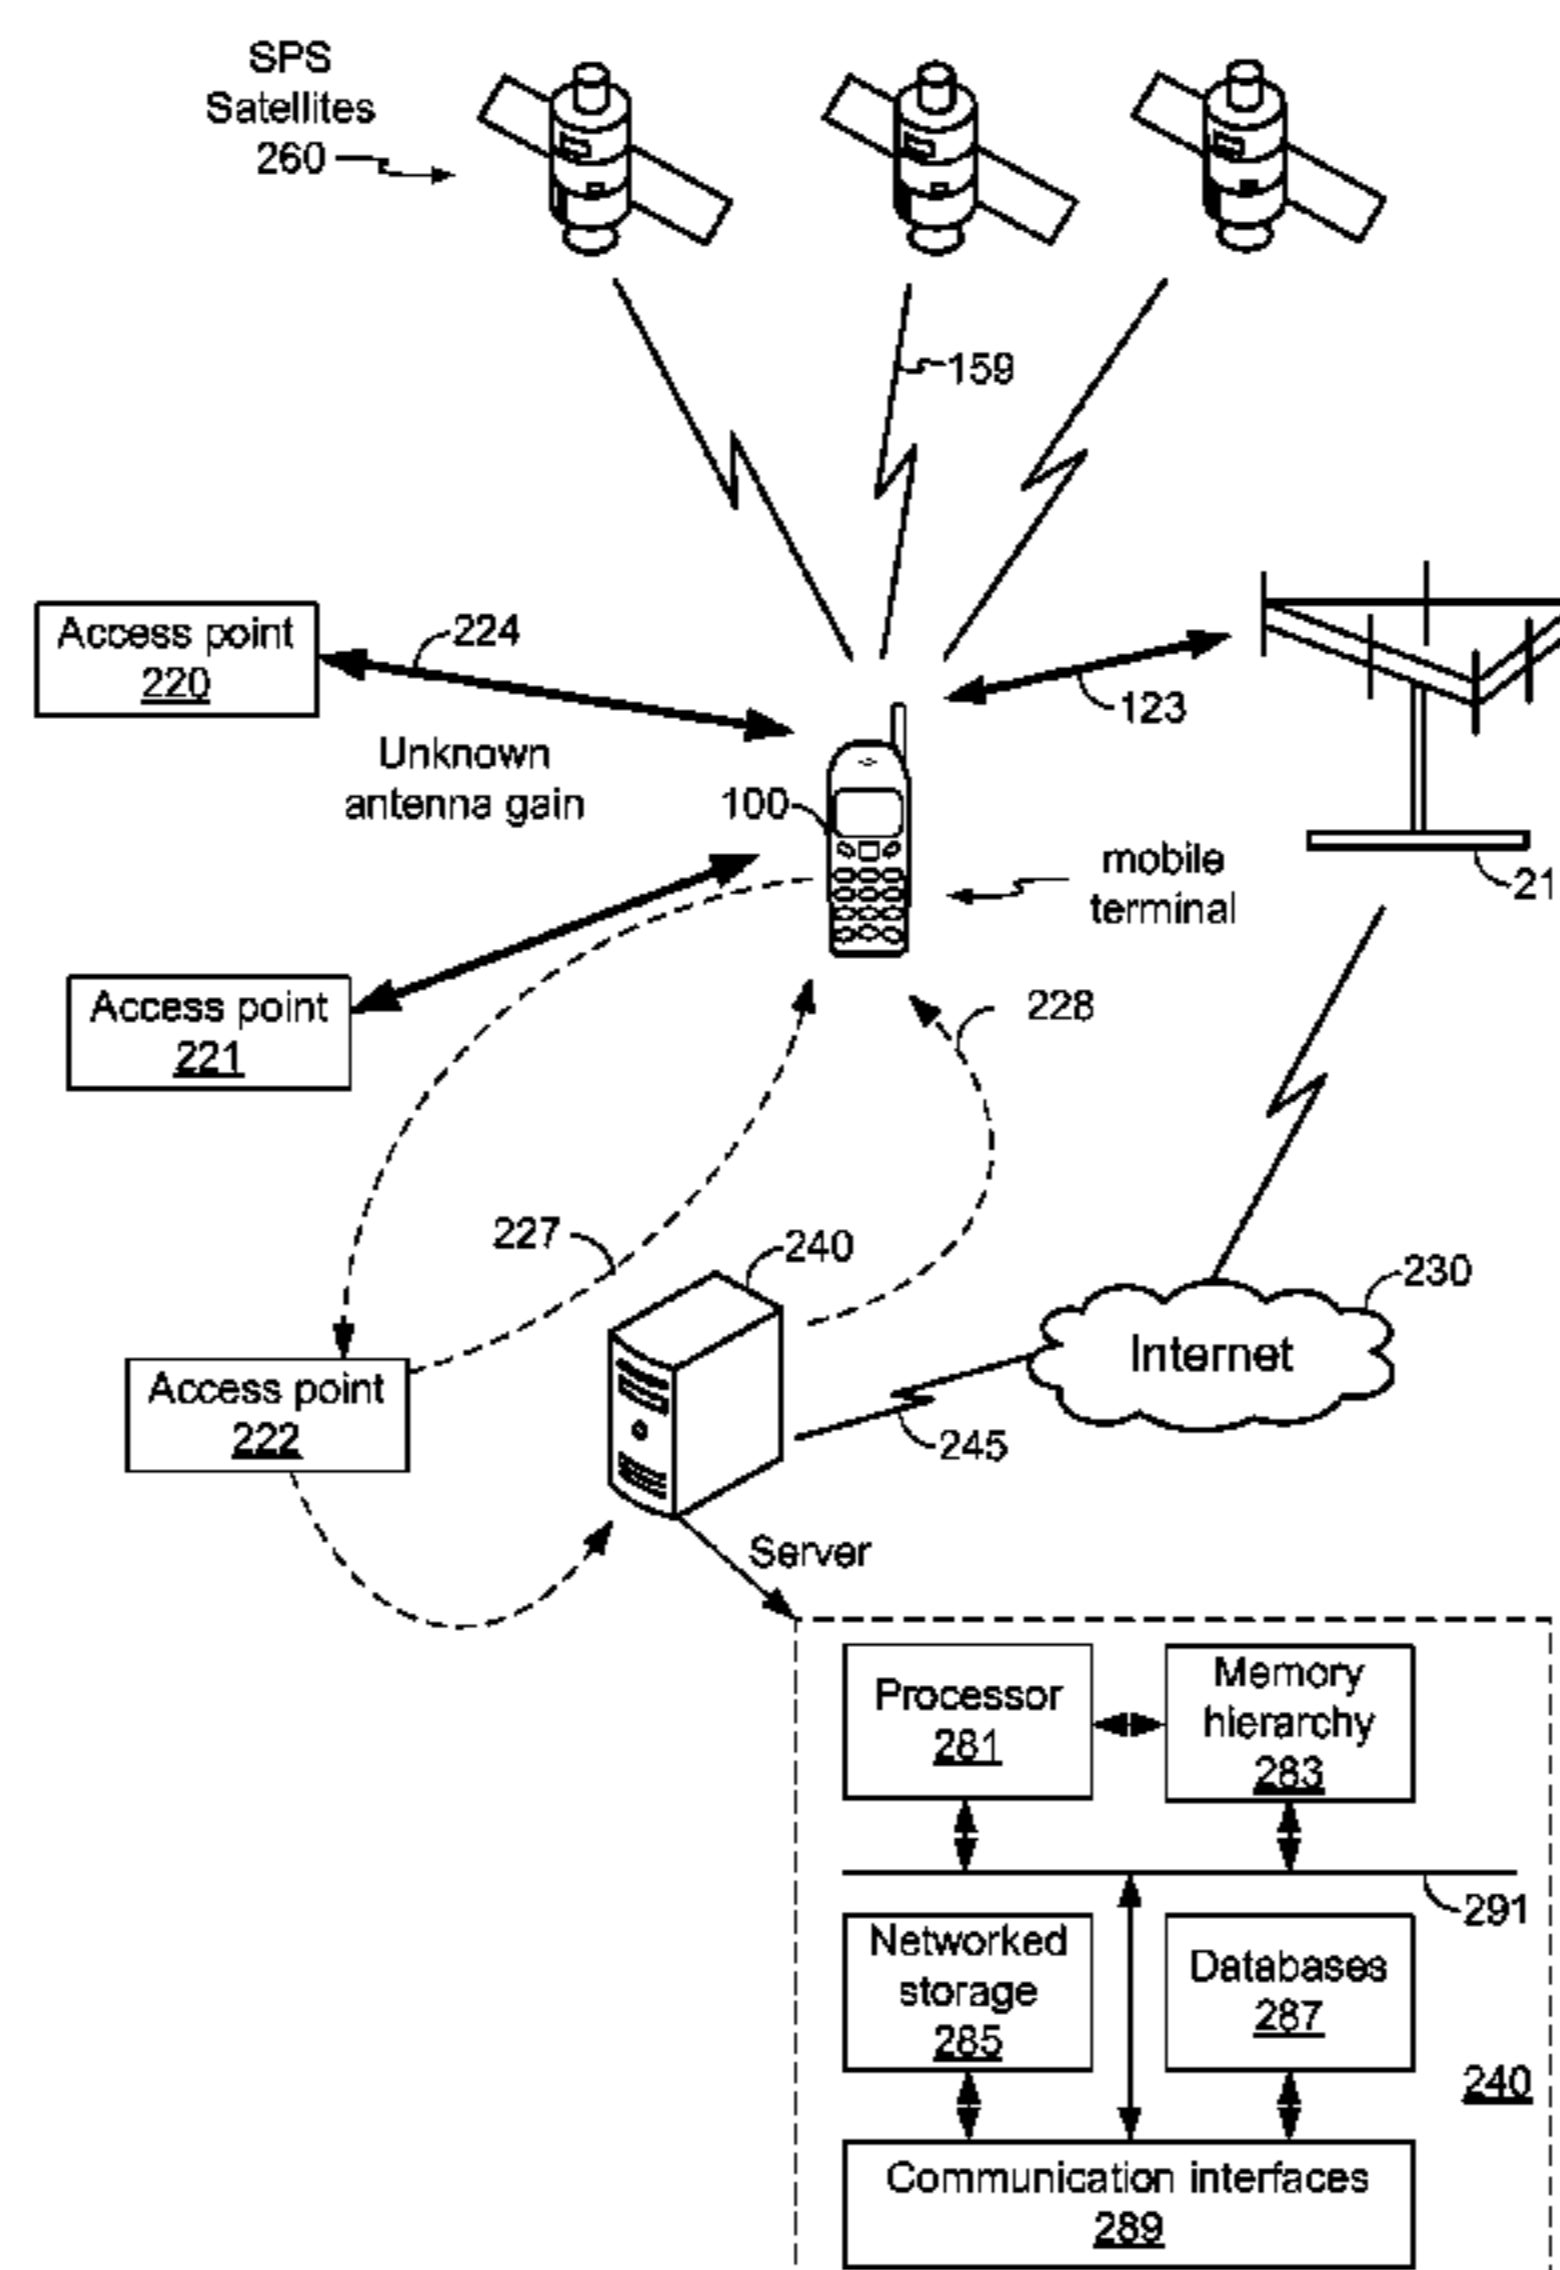 SPS
Satellites
260
159
Access point
220
224
123
Unknown
antenna gain
100
mobile
terminal
21
Access point
221
228
227
240
230
Internet
Access point
222
245
Server
Processor
281
Memory
hierarchy
283
291
Networked
storage
285
Databases
287
240
Communication interfaces
289